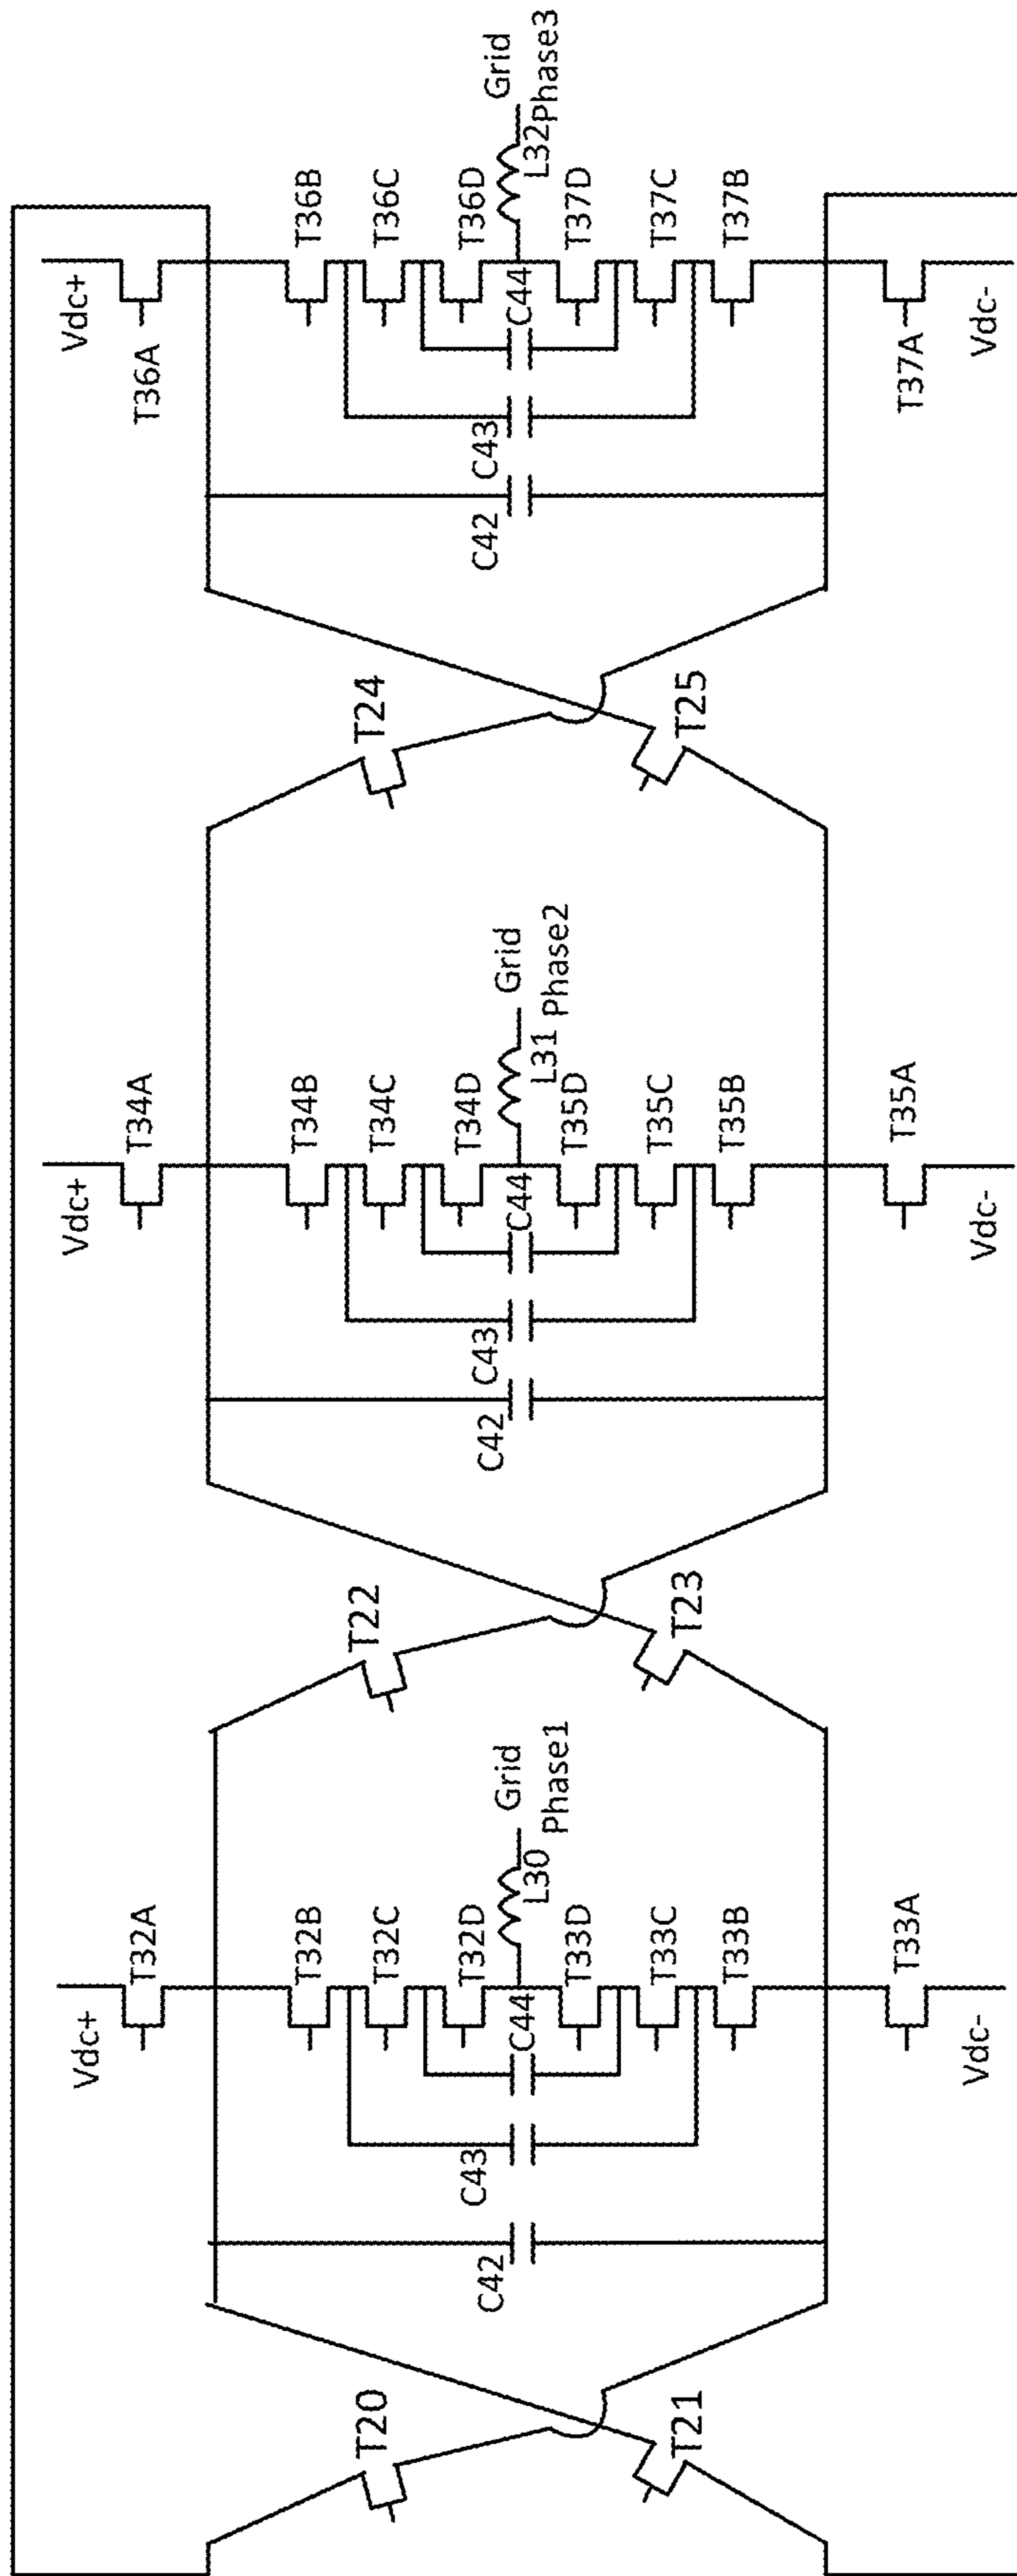 Vdc+
T32A
T32B
T32C
T32D
T33D
T33C
T33B
T33A
Vdc-
C42
C43
C44
L30
Grid
Phase1
T20
T21
T22
T23
Vdc+
T34A
T34B
T34C
T34D
T35D
T35C
T35B
T35A
Vdc-
C42
C43
C44
L31
Grid
Phase2
T24
T25
Vdc+
T36A
T36B
T36C
T36D
T37D
T37C
T37B
T37A
Vdc-
C42
C43
C44
L32
Grid
Phase3